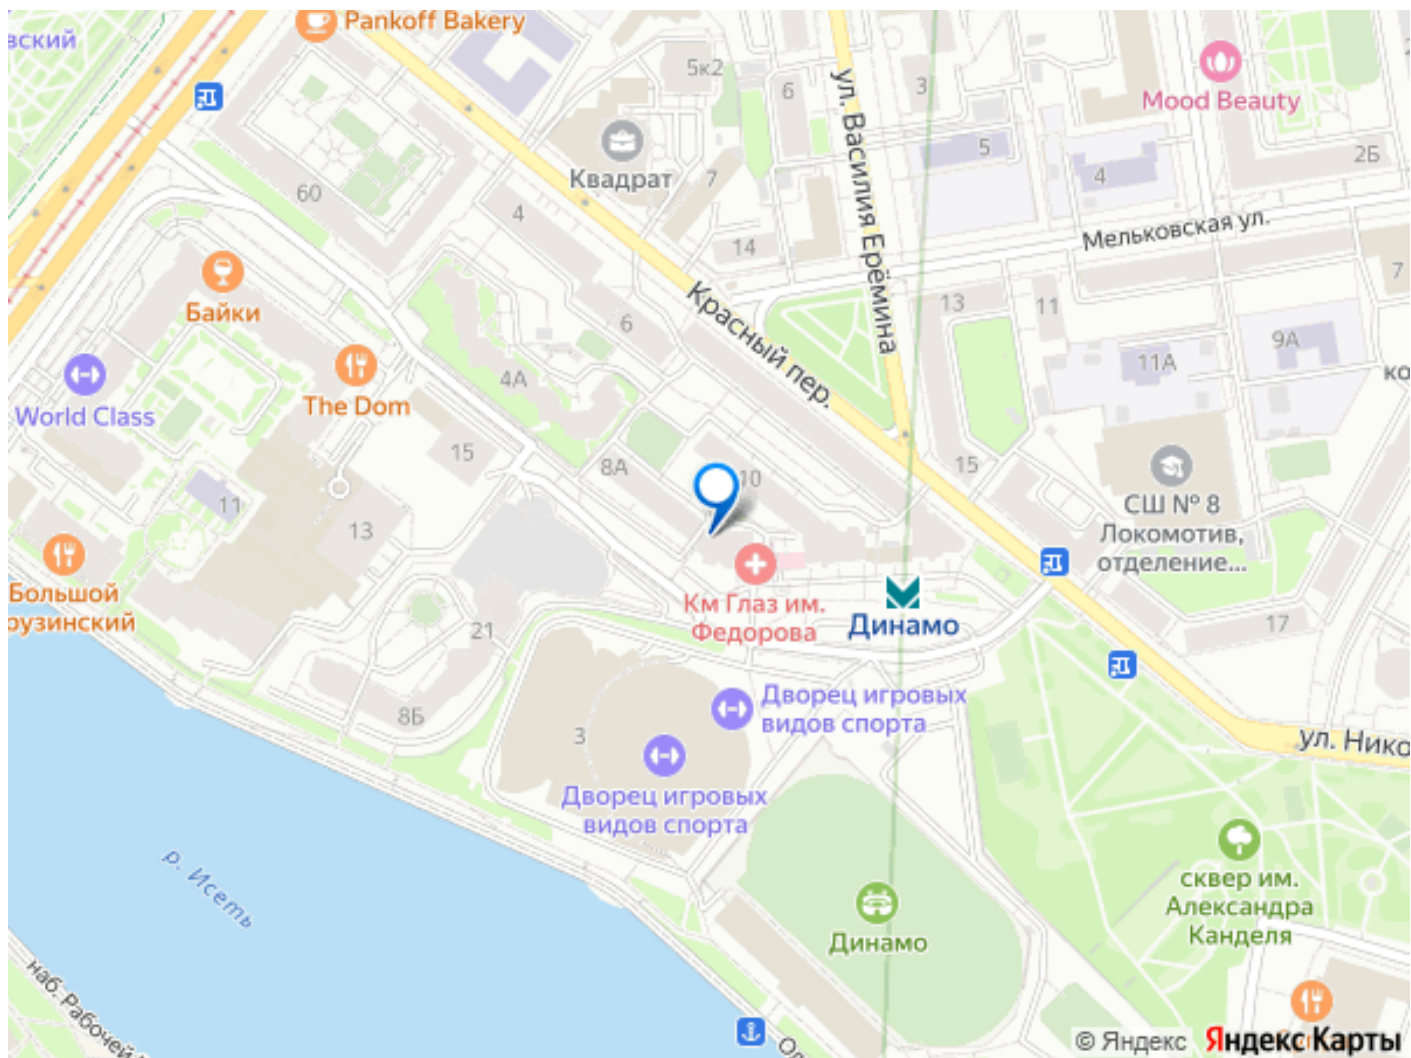 вский
Pankoff Bakery
5к2
6
3
Mood Beauty
ул. Василия Ерёмина
Квадрат
7
5
4
2Б
60
4
14
Мельковская ул.
7
Байки
6
Красный пер.
13
11
9А
11А
World Class
The Dom
4А
15
8А
10
15
СШ № 8
Локомотив,
отделение...
11
13
Большой
рузинский
Км Глаз им.
Федорова
Динамо
17
21
8Б
3
Дворец игровых
видов спорта
Дворец игровых
видов спорта
ул. Нико
р. Исеть
сквер им.
Александра
Канделя
Динамо
наб. Рабочей
© Яндекс Яндекс Карты